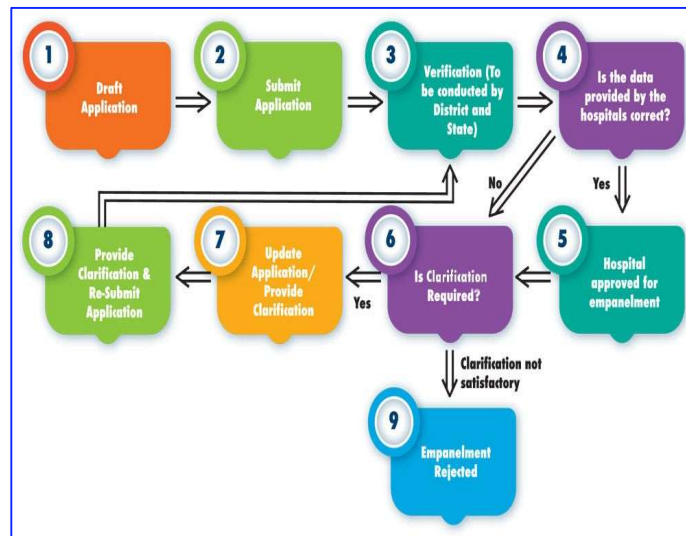 1
Draft
Application
2
Submit
Application
3
Verification (To
be conducted by
District and
State)
4
Is the data
provided by the
hospitals correct?
No
Yes
8
Provide
Clarification &
Re-Submit
Application
7
Update
Application/
Provide
Clarification
Yes
6
Is Clarification
Required?
5
Hospital
approved for
empanelment
Clarification not
satisfactory
9
Empanelment
Rejected